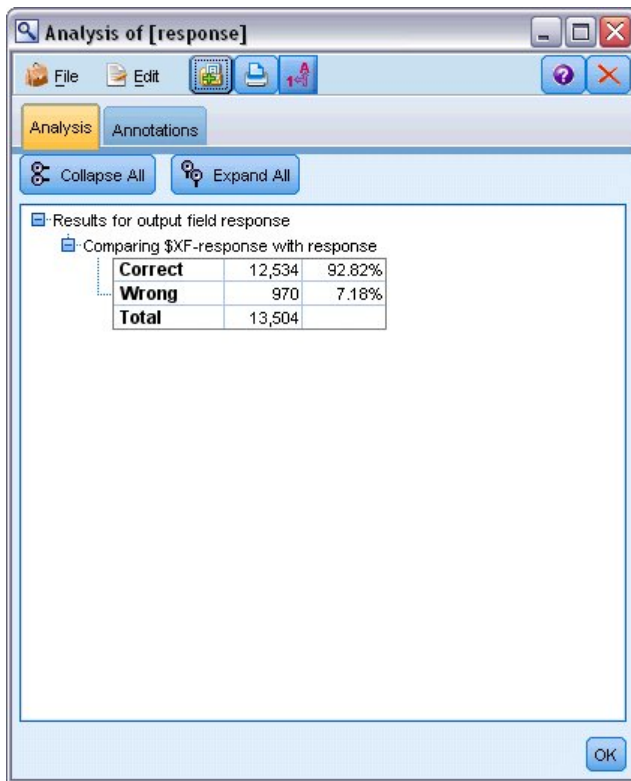 Analysis of [response]
File Edit
Analysis Annotations
Collapse All Expand All
Results for output field response
Comparing $XF-response with response
Correct 12,534 92.82%
Wrong 970 7.18%
Total 13,504
OK